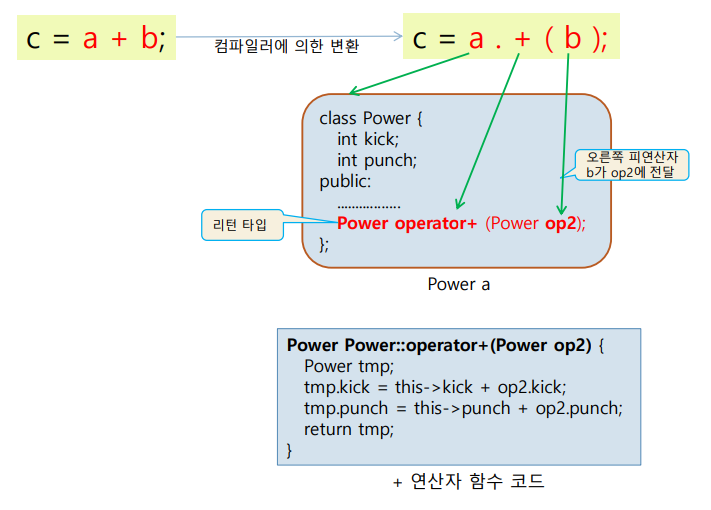 c = a + b;
컴파일러에 의한 변환
c = a . + ( b );
class Power {
int kick;
int punch;
public:
..................
Power operator+ (Power op2);
};
오른쪽 피연산자
b가 op2에 전달
리턴 타입
Power a
Power Power::operator+(Power op2) {
Power tmp;
tmp.kick = this->kick + op2.kick;
tmp.punch = this->punch + op2.punch;
return tmp;
}
+ 연산자 함수 코드